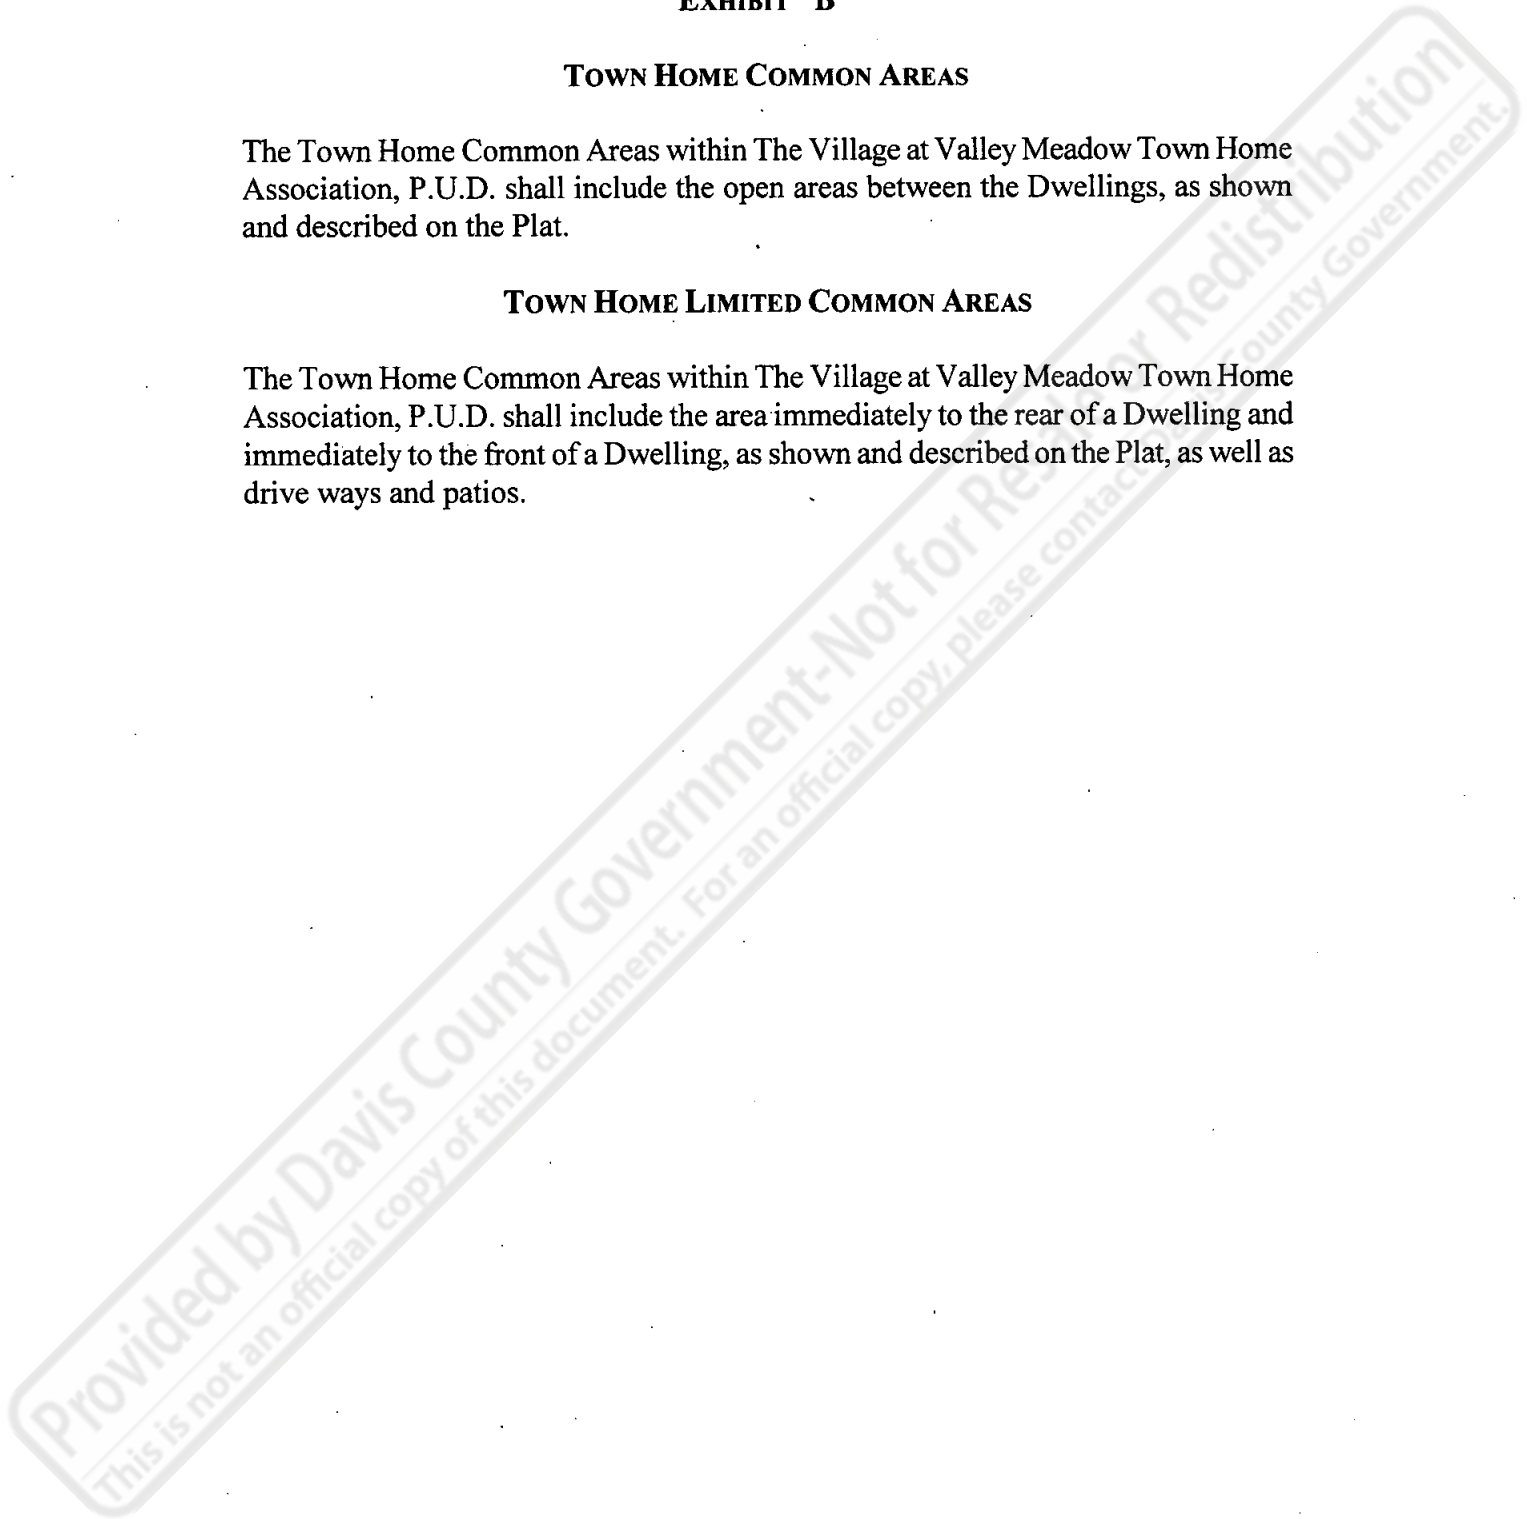 EXHIBIT B
TOWN HOME COMMON AREAS
The Town Home Common Areas within The Village at Valley Meadow Town Home
Association, P.U.D. shall include the open areas between the Dwellings, as shown
and described on the Plat.
TOWN HOME LIMITED COMMON AREAS
The Town Home Common Areas within The Village at Valley Meadow Town Home
Association, P.U.D. shall include the area immediately to the rear of a Dwelling and
immediately to the front of a Dwelling, as shown and described on the Plat, as well as
drive ways and patios.
Provided by Davis County Government-Not for Resale or Redistribution
This is not an official copy of this document. For an official copy, please contact Davis County Government.